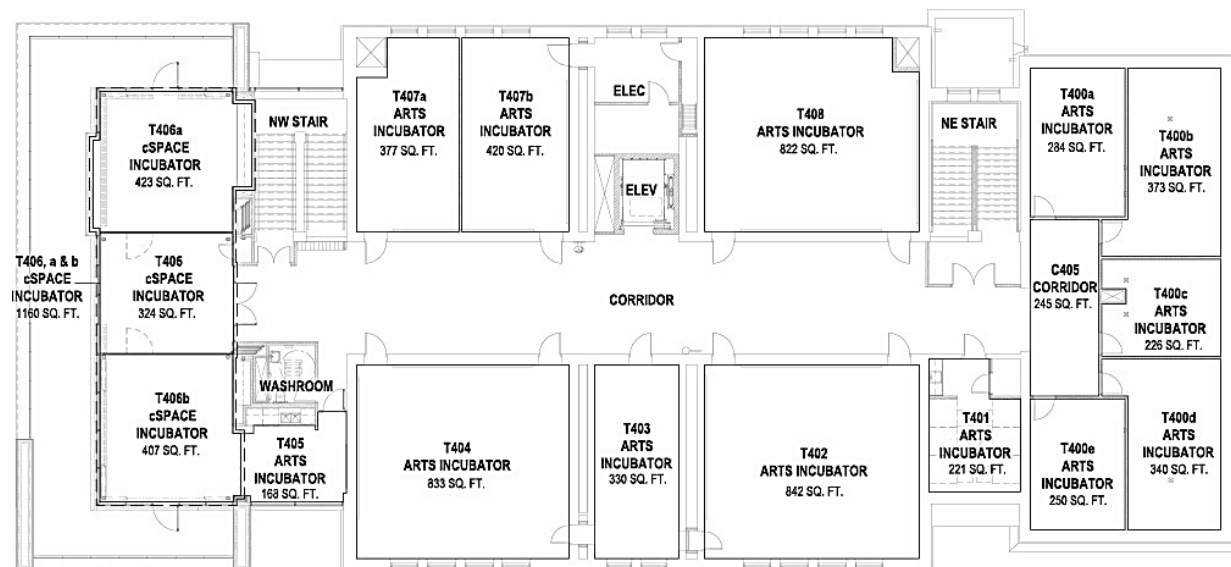 T406a
cSPACE
INCUBATOR
423 SQ. FT.
NW STAIR
T407a
ARTS
INCUBATOR
377 SQ. FT.
T407b
ARTS
INCUBATOR
420 SQ. FT.
ELEC
ELEV
T408
ARTS INCUBATOR
822 SQ. FT.
NE STAIR
T400a
ARTS
INCUBATOR
284 SQ. FT.
T400b
ARTS
INCUBATOR
373 SQ. FT.
T406, a & b
cSPACE
INCUBATOR
1160 SQ. FT.
T406
cSPACE
INCUBATOR
324 SQ. FT.
CORRIDOR
C405
CORRIDOR
245 SQ. FT.
T400c
ARTS
INCUBATOR
226 SQ. FT.
T406b
cSPACE
INCUBATOR
407 SQ. FT.
WASHROOM
T405
ARTS
INCUBATOR
168 SQ. FT.
T404
ARTS INCUBATOR
833 SQ. FT.
T403
ARTS
INCUBATOR
330 SQ. FT.
T402
ARTS INCUBATOR
842 SQ. FT.
T401
ARTS
INCUBATOR
221 SQ. FT.
T400e
ARTS
INCUBATOR
250 SQ. FT.
T400d
ARTS
INCUBATOR
340 SQ. FT.